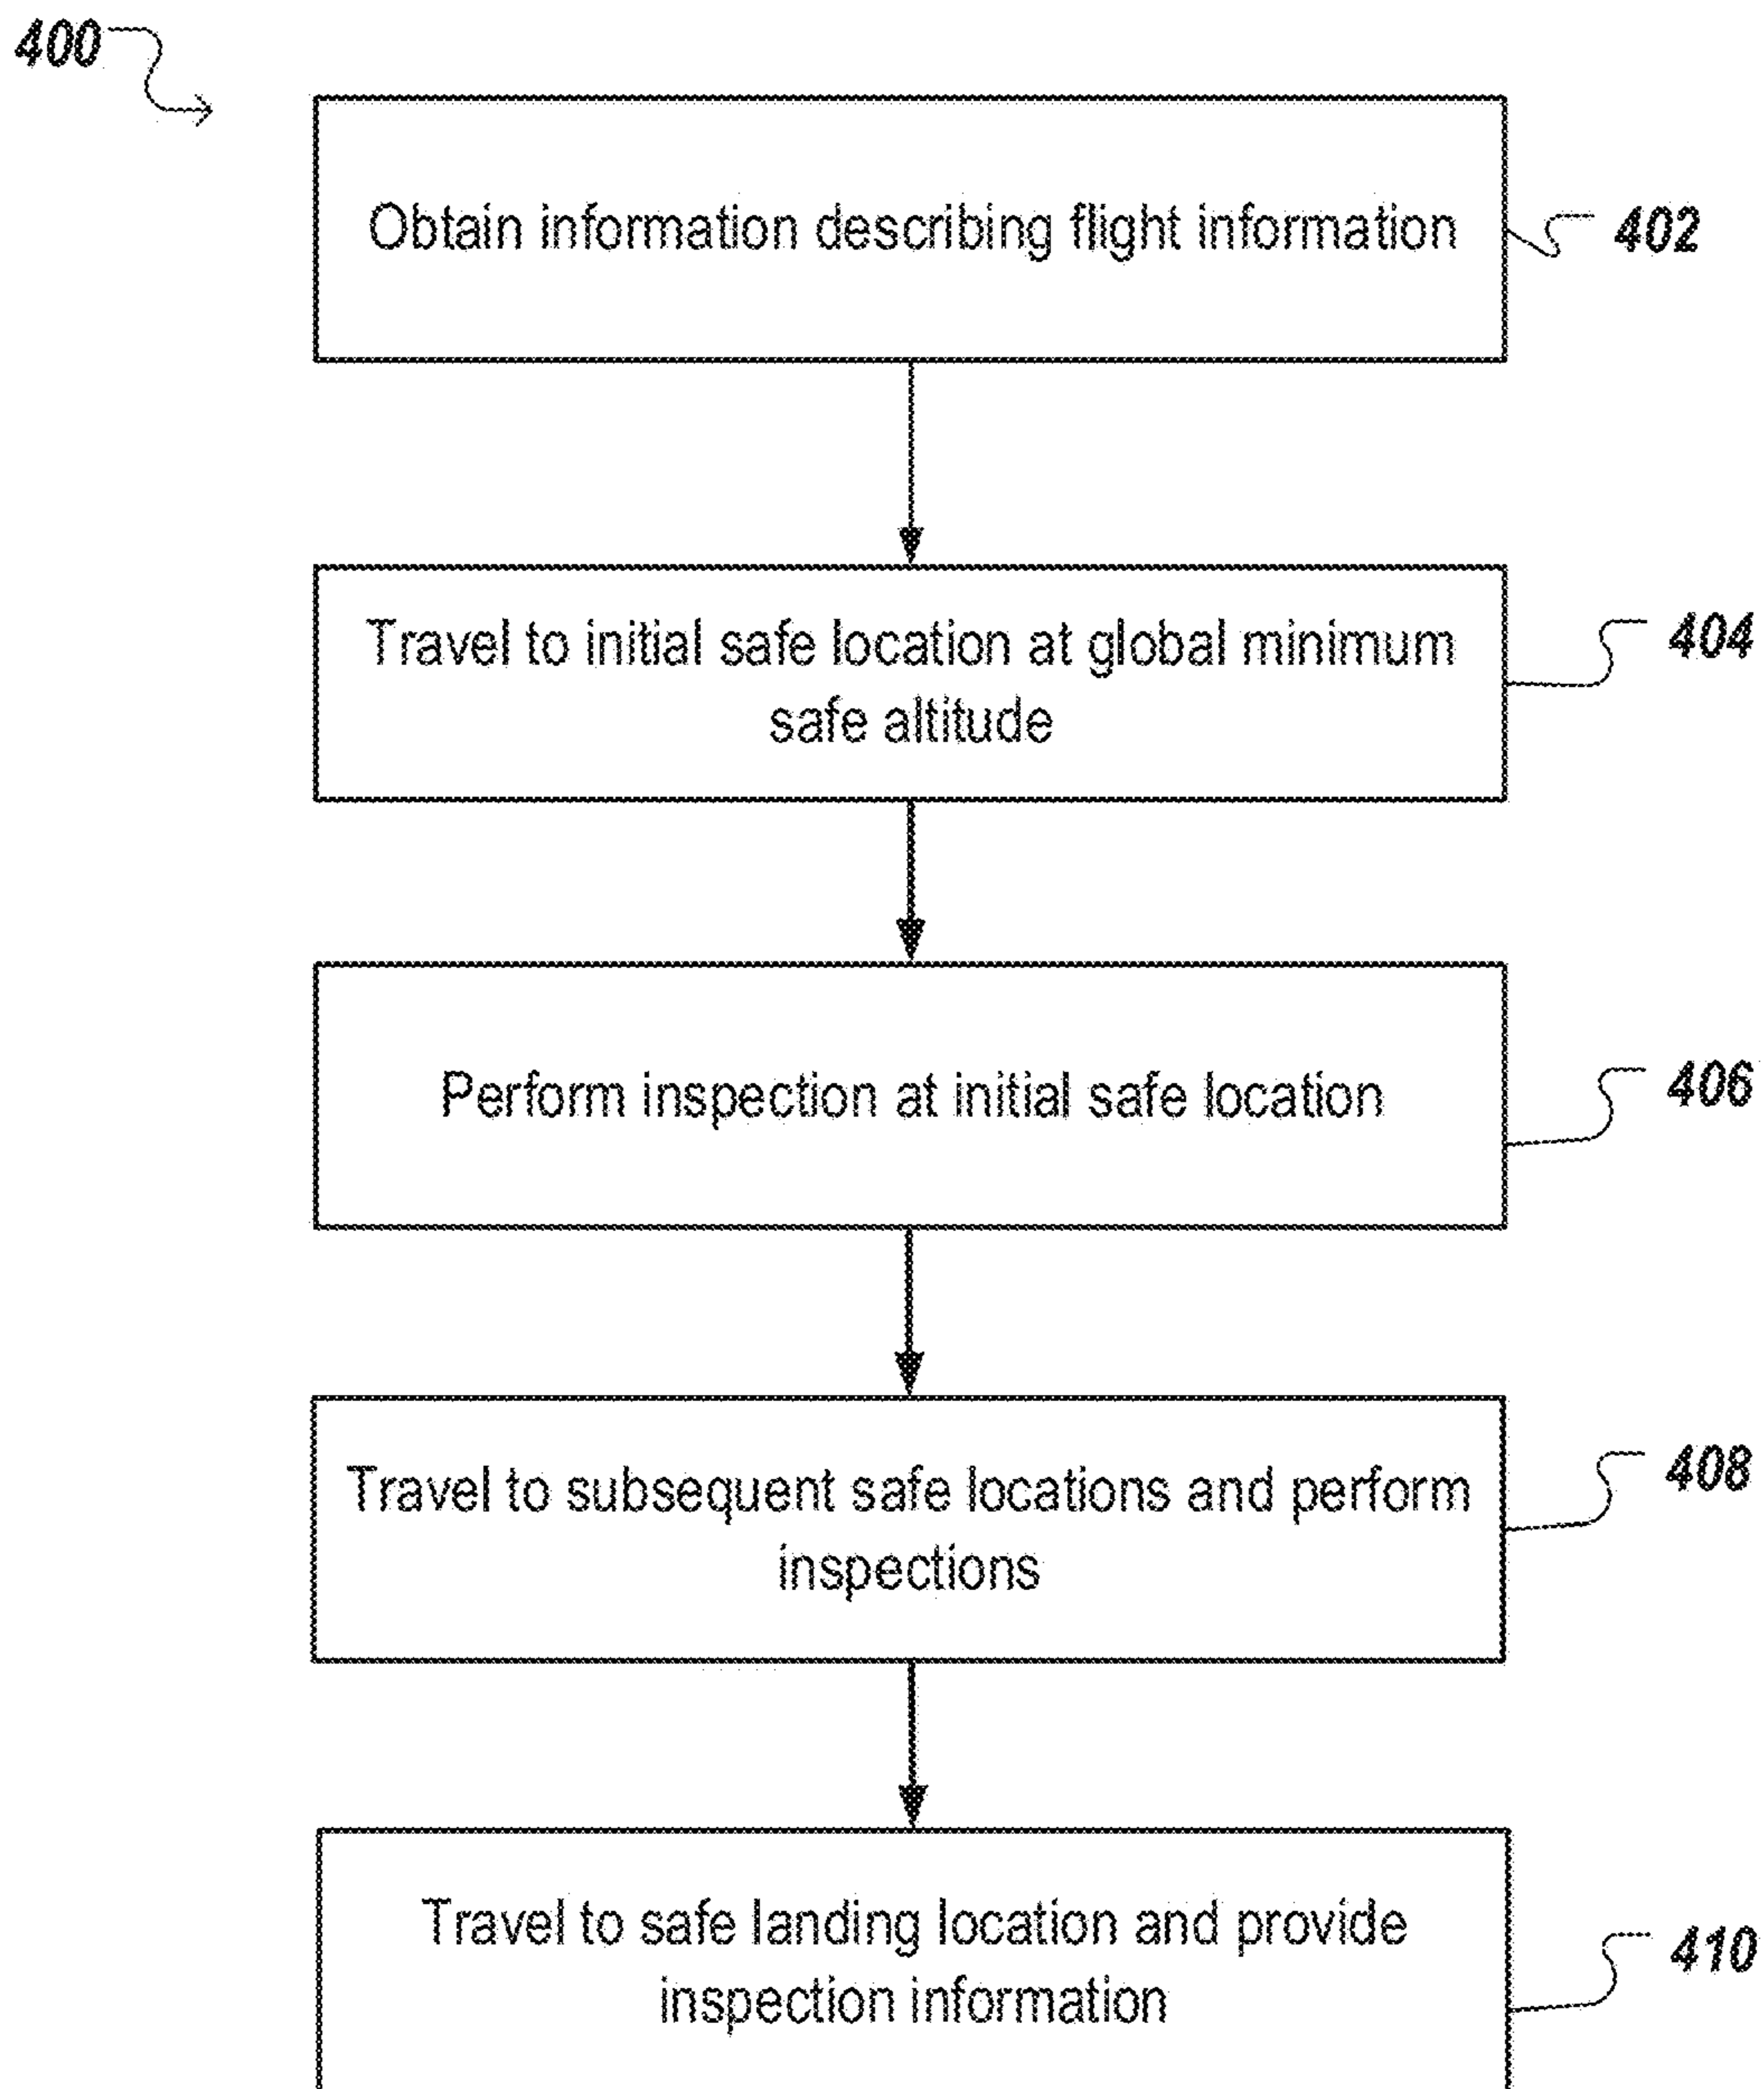 400
Obtain information describing flight information
402
Travel to initial safe location at global minimum
safe altitude
404
Perform inspection at initial safe location
406
Travel to subsequent safe locations and perform
inspections
408
Travel to safe landing location and provide
inspection information
410